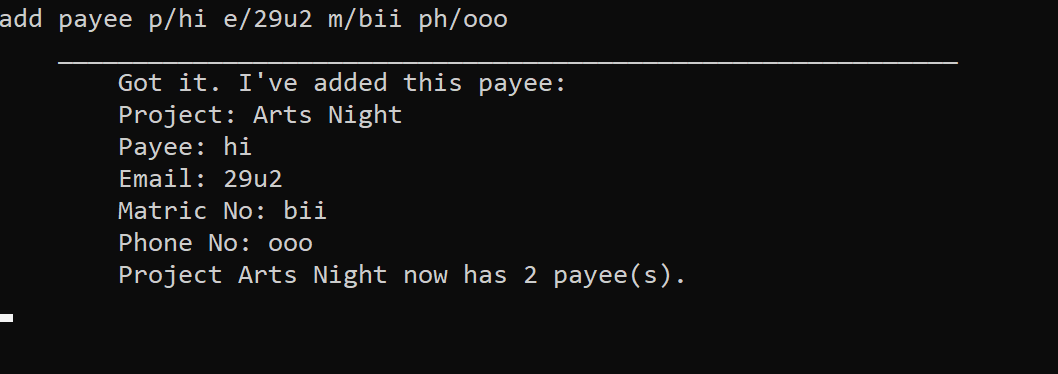 add payee p/hi e/29u2 m/bii ph/ooo
____________________________________________________________
Got it. I've added this payee:
Project: Arts Night
Payee: hi
Email: 29u2
Matric No: bii
Phone No: ooo
Project Arts Night now has 2 payee(s).